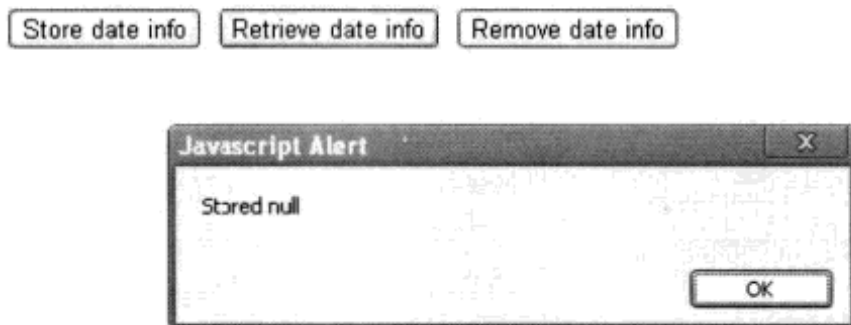 Store date info Retrieve date info Remove date info
Javascript Alert X
Stored null
OK